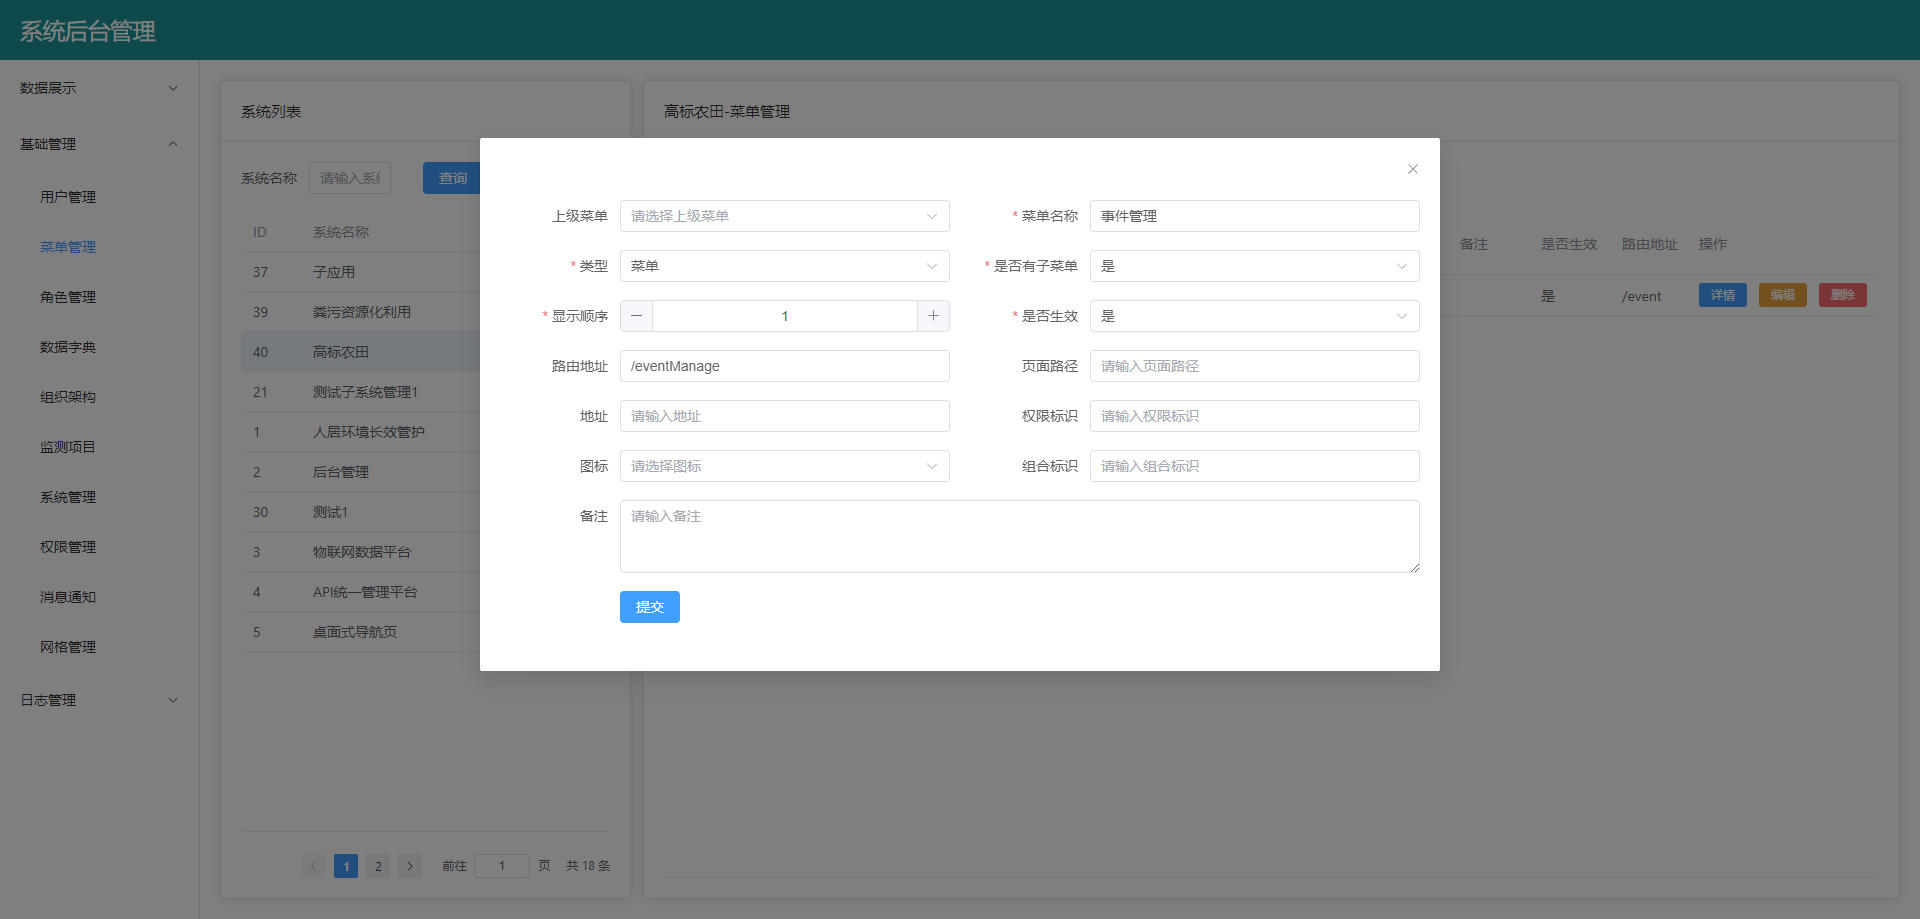 系统后台管理
数据展示
基础管理
用户管理
菜单管理
角色管理
数据字典
组织架构
监测项目
系统管理
权限管理
消息通知
网格管理
日志管理
系统列表
系统名称 请输入系 查询
ID 系统名称
37 子应用
39 粪污资源化利用
40 高标农田
21 测试子系统管理1
1 人居环境长效管护
2 后台管理
30 测试1
3 物联网数据平台
4 API统一管理平台
5 桌面式导航页
1 2 前往 1 页 共 18 条
高标农田-菜单管理
备注 是否生效 路由地址 操作
是 /event 详情 编辑 删除
上级菜单 请选择上级菜单
* 菜单名称 事件管理
* 类型 菜单
* 是否有子菜单 是
* 显示顺序 1
* 是否生效 是
路由地址 /eventManage
页面路径 请输入页面路径
地址 请输入地址
权限标识 请输入权限标识
图标 请选择图标
组合标识 请输入组合标识
备注 请输入备注
提交